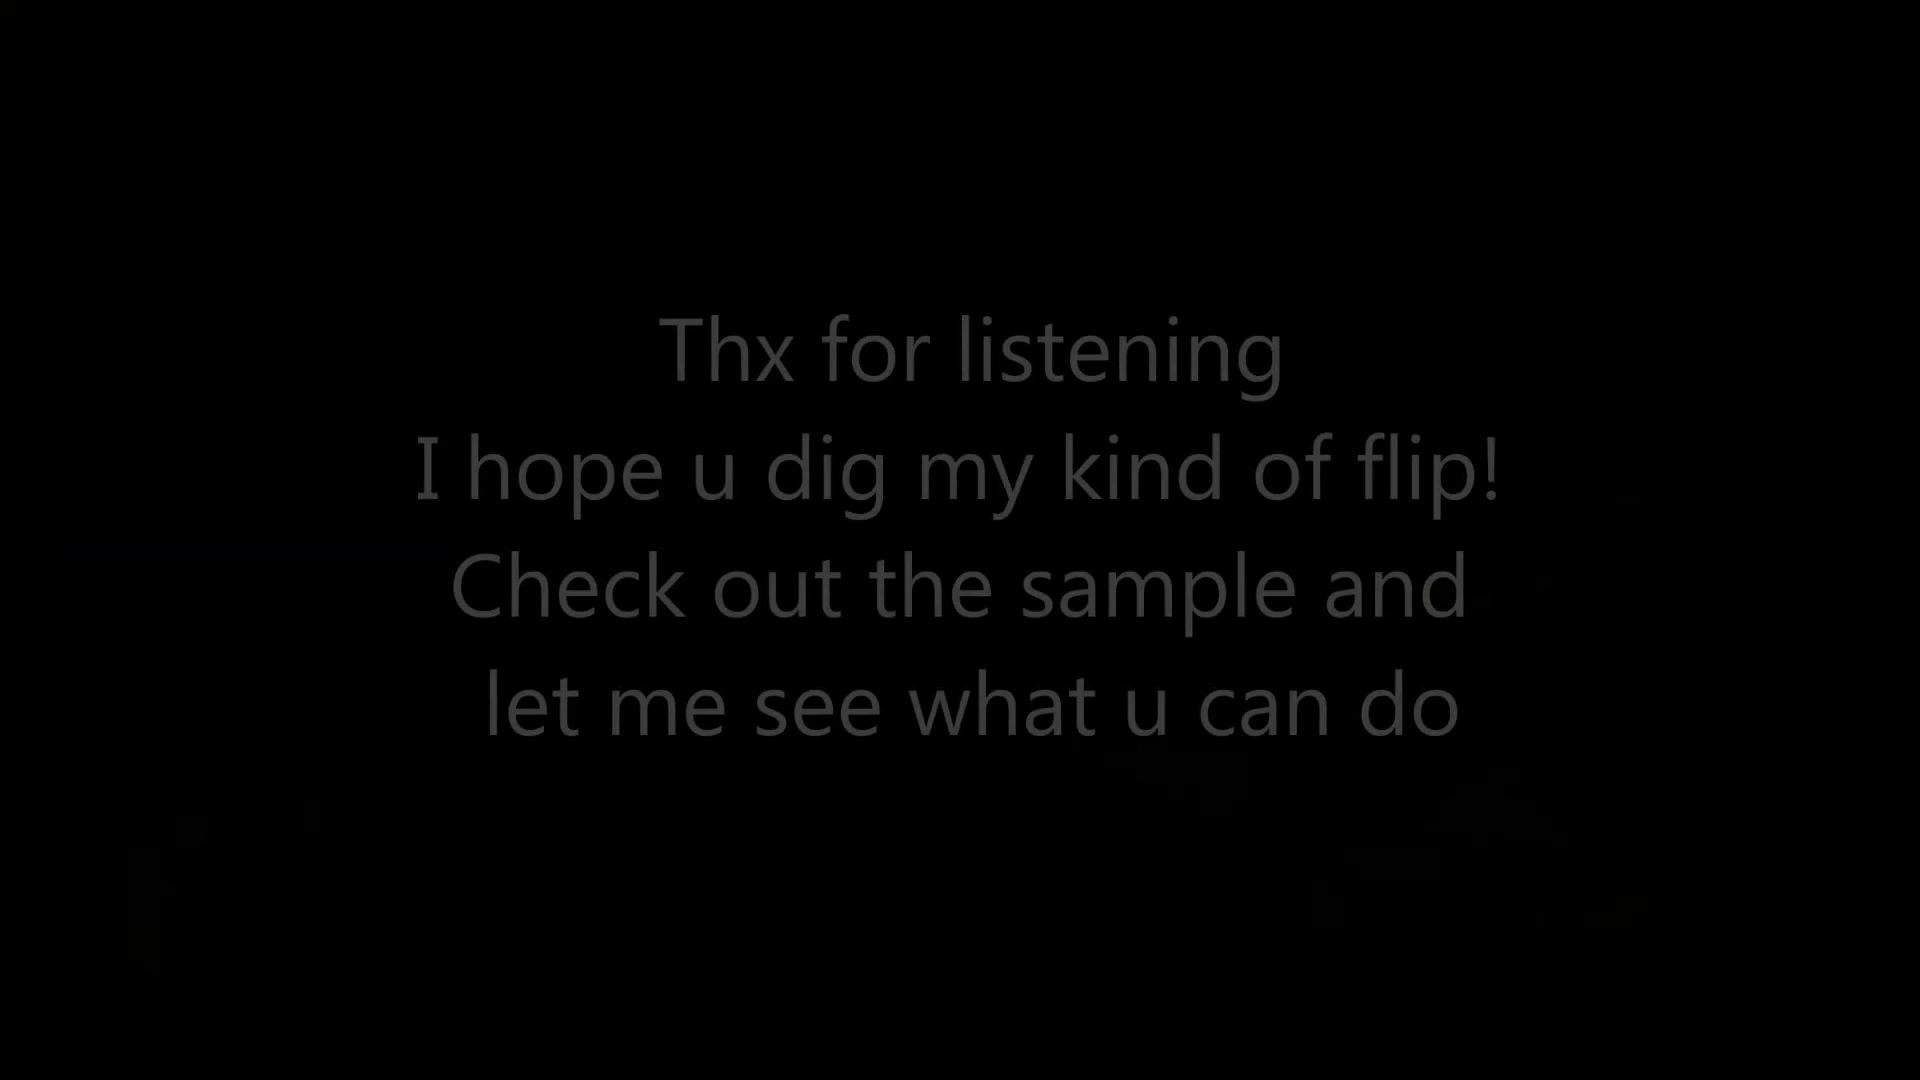 Thx for listening
I hope u dig my kind of flip!
Check out the sample and
let me see what u can do